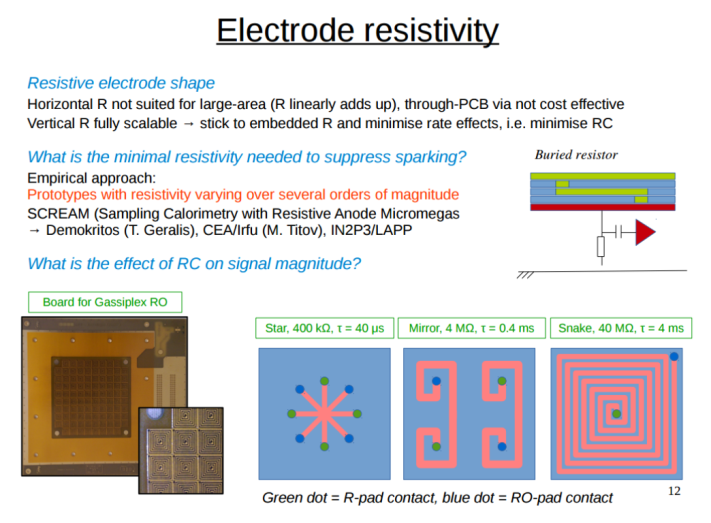 Electrode resistivity
Resistive electrode shape
Horizontal R not suited for large-area (R linearly adds up), through-PCB via not cost effective
Vertical R fully scalable → stick to embedded R and minimise rate effects, i.e. minimise RC
What is the minimal resistivity needed to suppress sparking?
Empirical approach:
Prototypes with resistivity varying over several orders of magnitude
SCREAM (Sampling Calorimetry with Resistive Anode Micromegas
→ Demokritos (T. Geralis), CEA/Irfu (M. Titov), IN2P3/LAPP
What is the effect of RC on signal magnitude?
Buried resistor
Board for Gassiplex RO
Star, 400 kΩ, τ = 40 μs
Mirror, 4 MΩ, τ = 0.4 ms
Snake, 40 MΩ, τ = 4 ms
Green dot = R-pad contact, blue dot = RO-pad contact
12